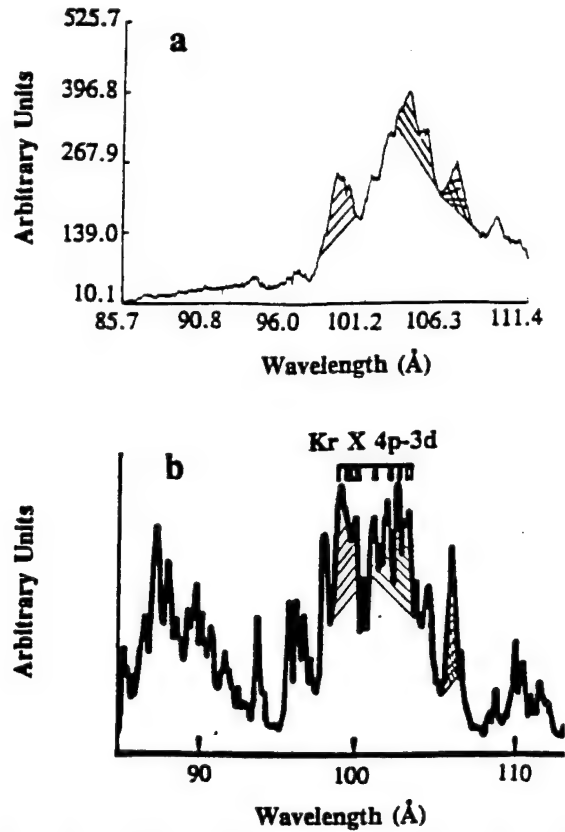 a
Arbitrary Units
525.7
396.8
267.9
139.0
10.1
85.7 90.8 96.0 101.2 106.3 111.4
Wavelength (Å)
b
Kr X 4p-3d
Arbitrary Units
90 100 110
Wavelength (Å)